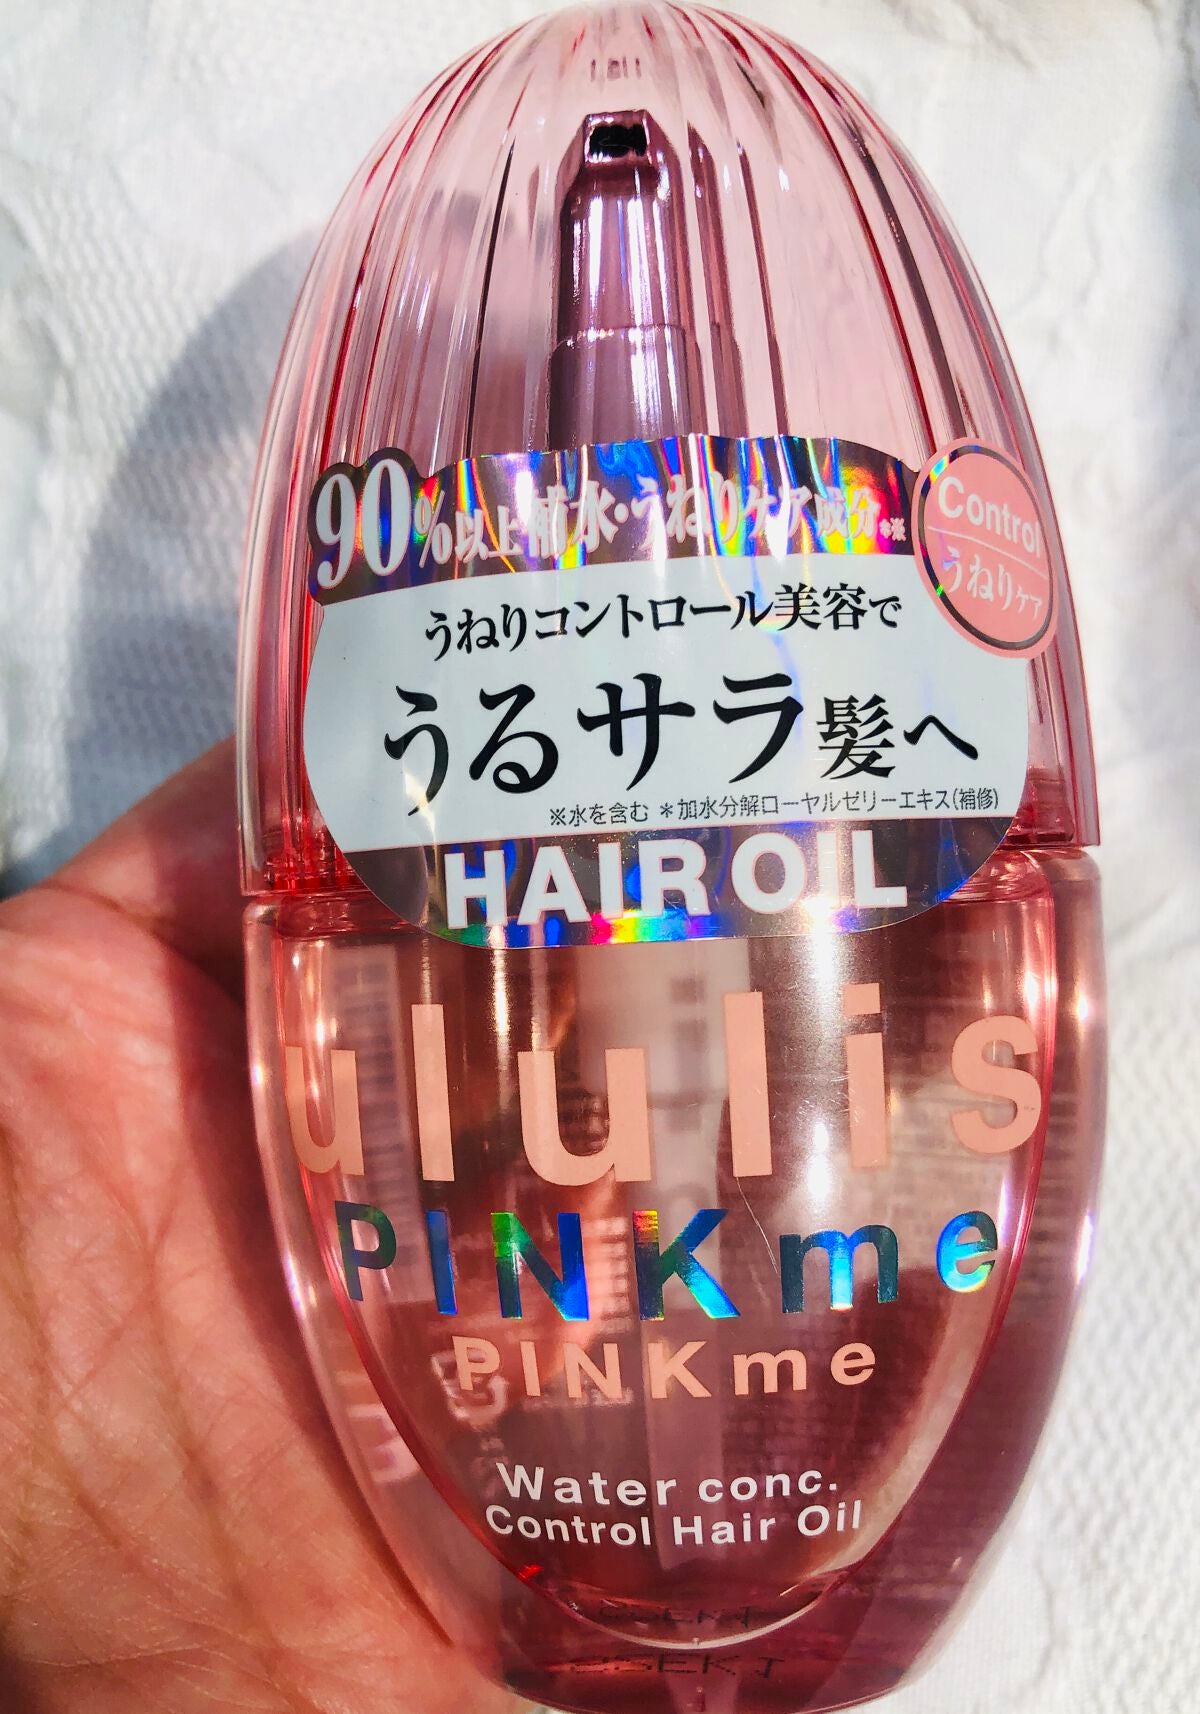 90%以上補水・うねりケア成分*※
Control
うねりケア
うねりコントロール美容で
うるサラ髪へ
※水を含む *加水分解ローヤルゼリーエキス(補修)
HAIR OIL
ululis
PINKme
PINKme
Water conc.
Control Hair Oil